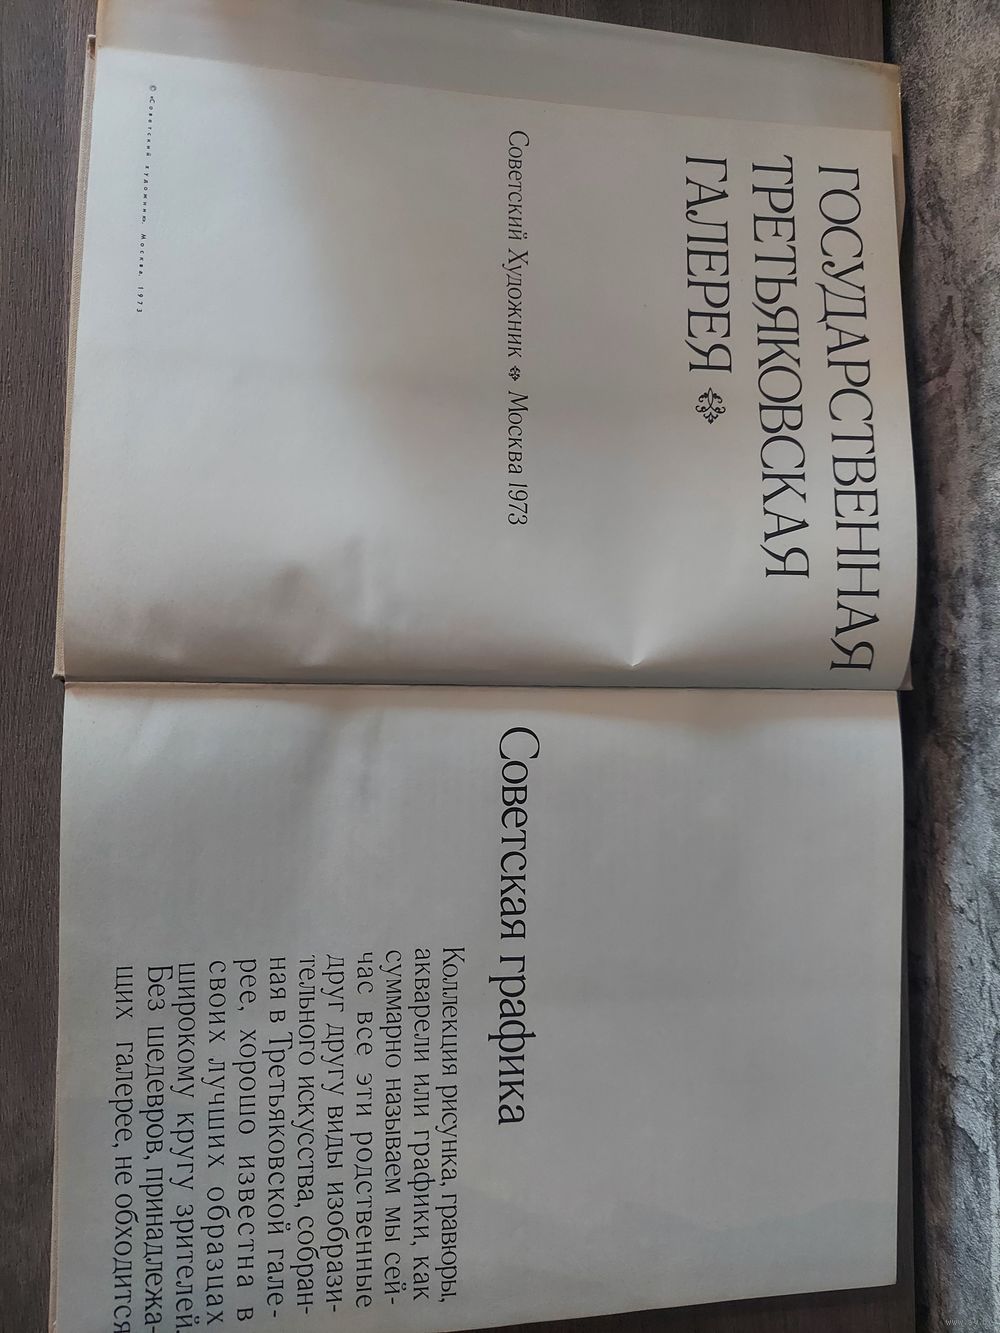 ГОСУДАРСТВЕННАЯ
ТРЕТЬЯКОВСКАЯ
ГАЛЕРЕЯ
Советский Художник Москва 1973
© «Советский художник». Москва. 1973
Советская графика
Коллекция рисунка, гравюры,
акварели или графики, как
суммарно называем мы сей-
час все эти родственные
друг другу виды изобрази-
тельного искусства, собран-
ная в Третьяковской гале-
рее, хорошо известна в
своих лучших образцах
широкому кругу зрителей.
Без шедевров, принадлежа-
щих галерее, не обходится